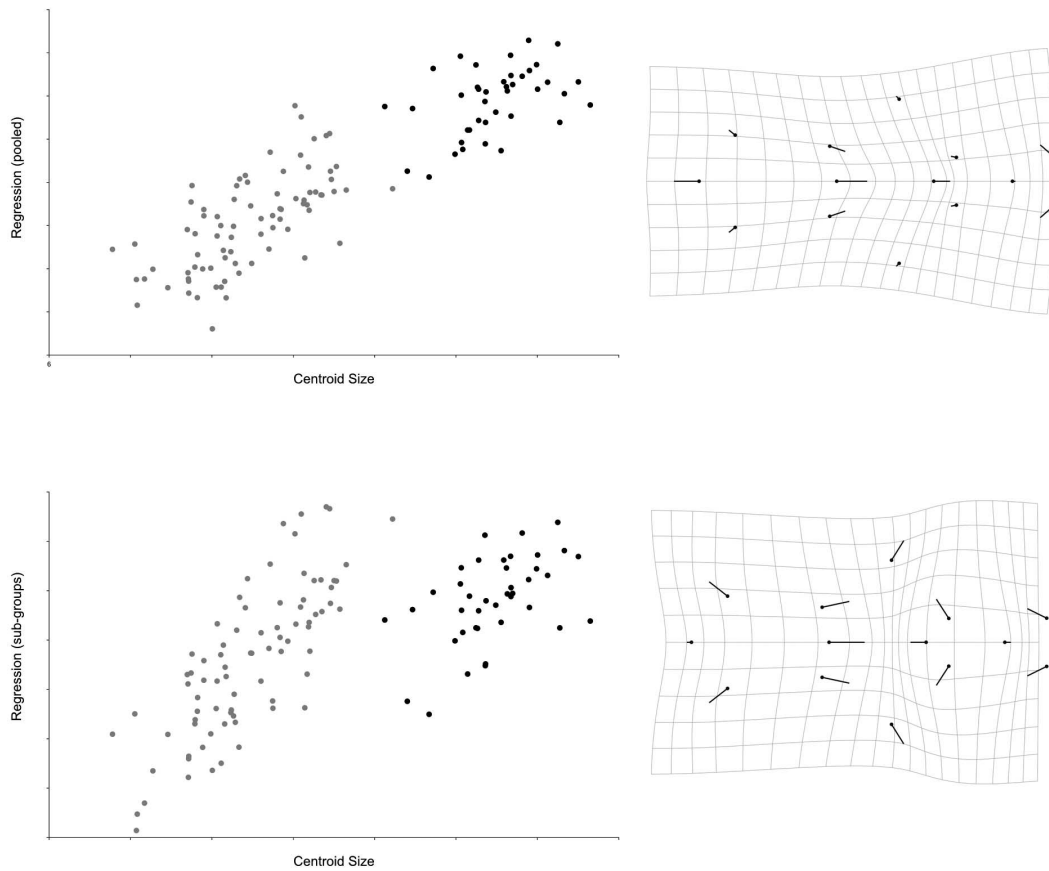 Regression (pooled)
6
Centroid Size
Regression (sub-groups)
Centroid Size